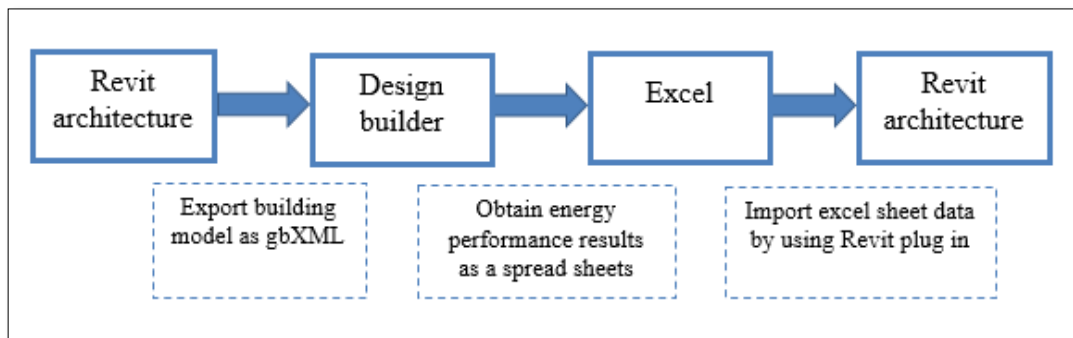 Revit
architecture
Design
builder
Excel
Revit
architecture
Export building
model as gbXML
Obtain energy
performance results
as a spread sheets
Import excel sheet data
by using Revit plug in